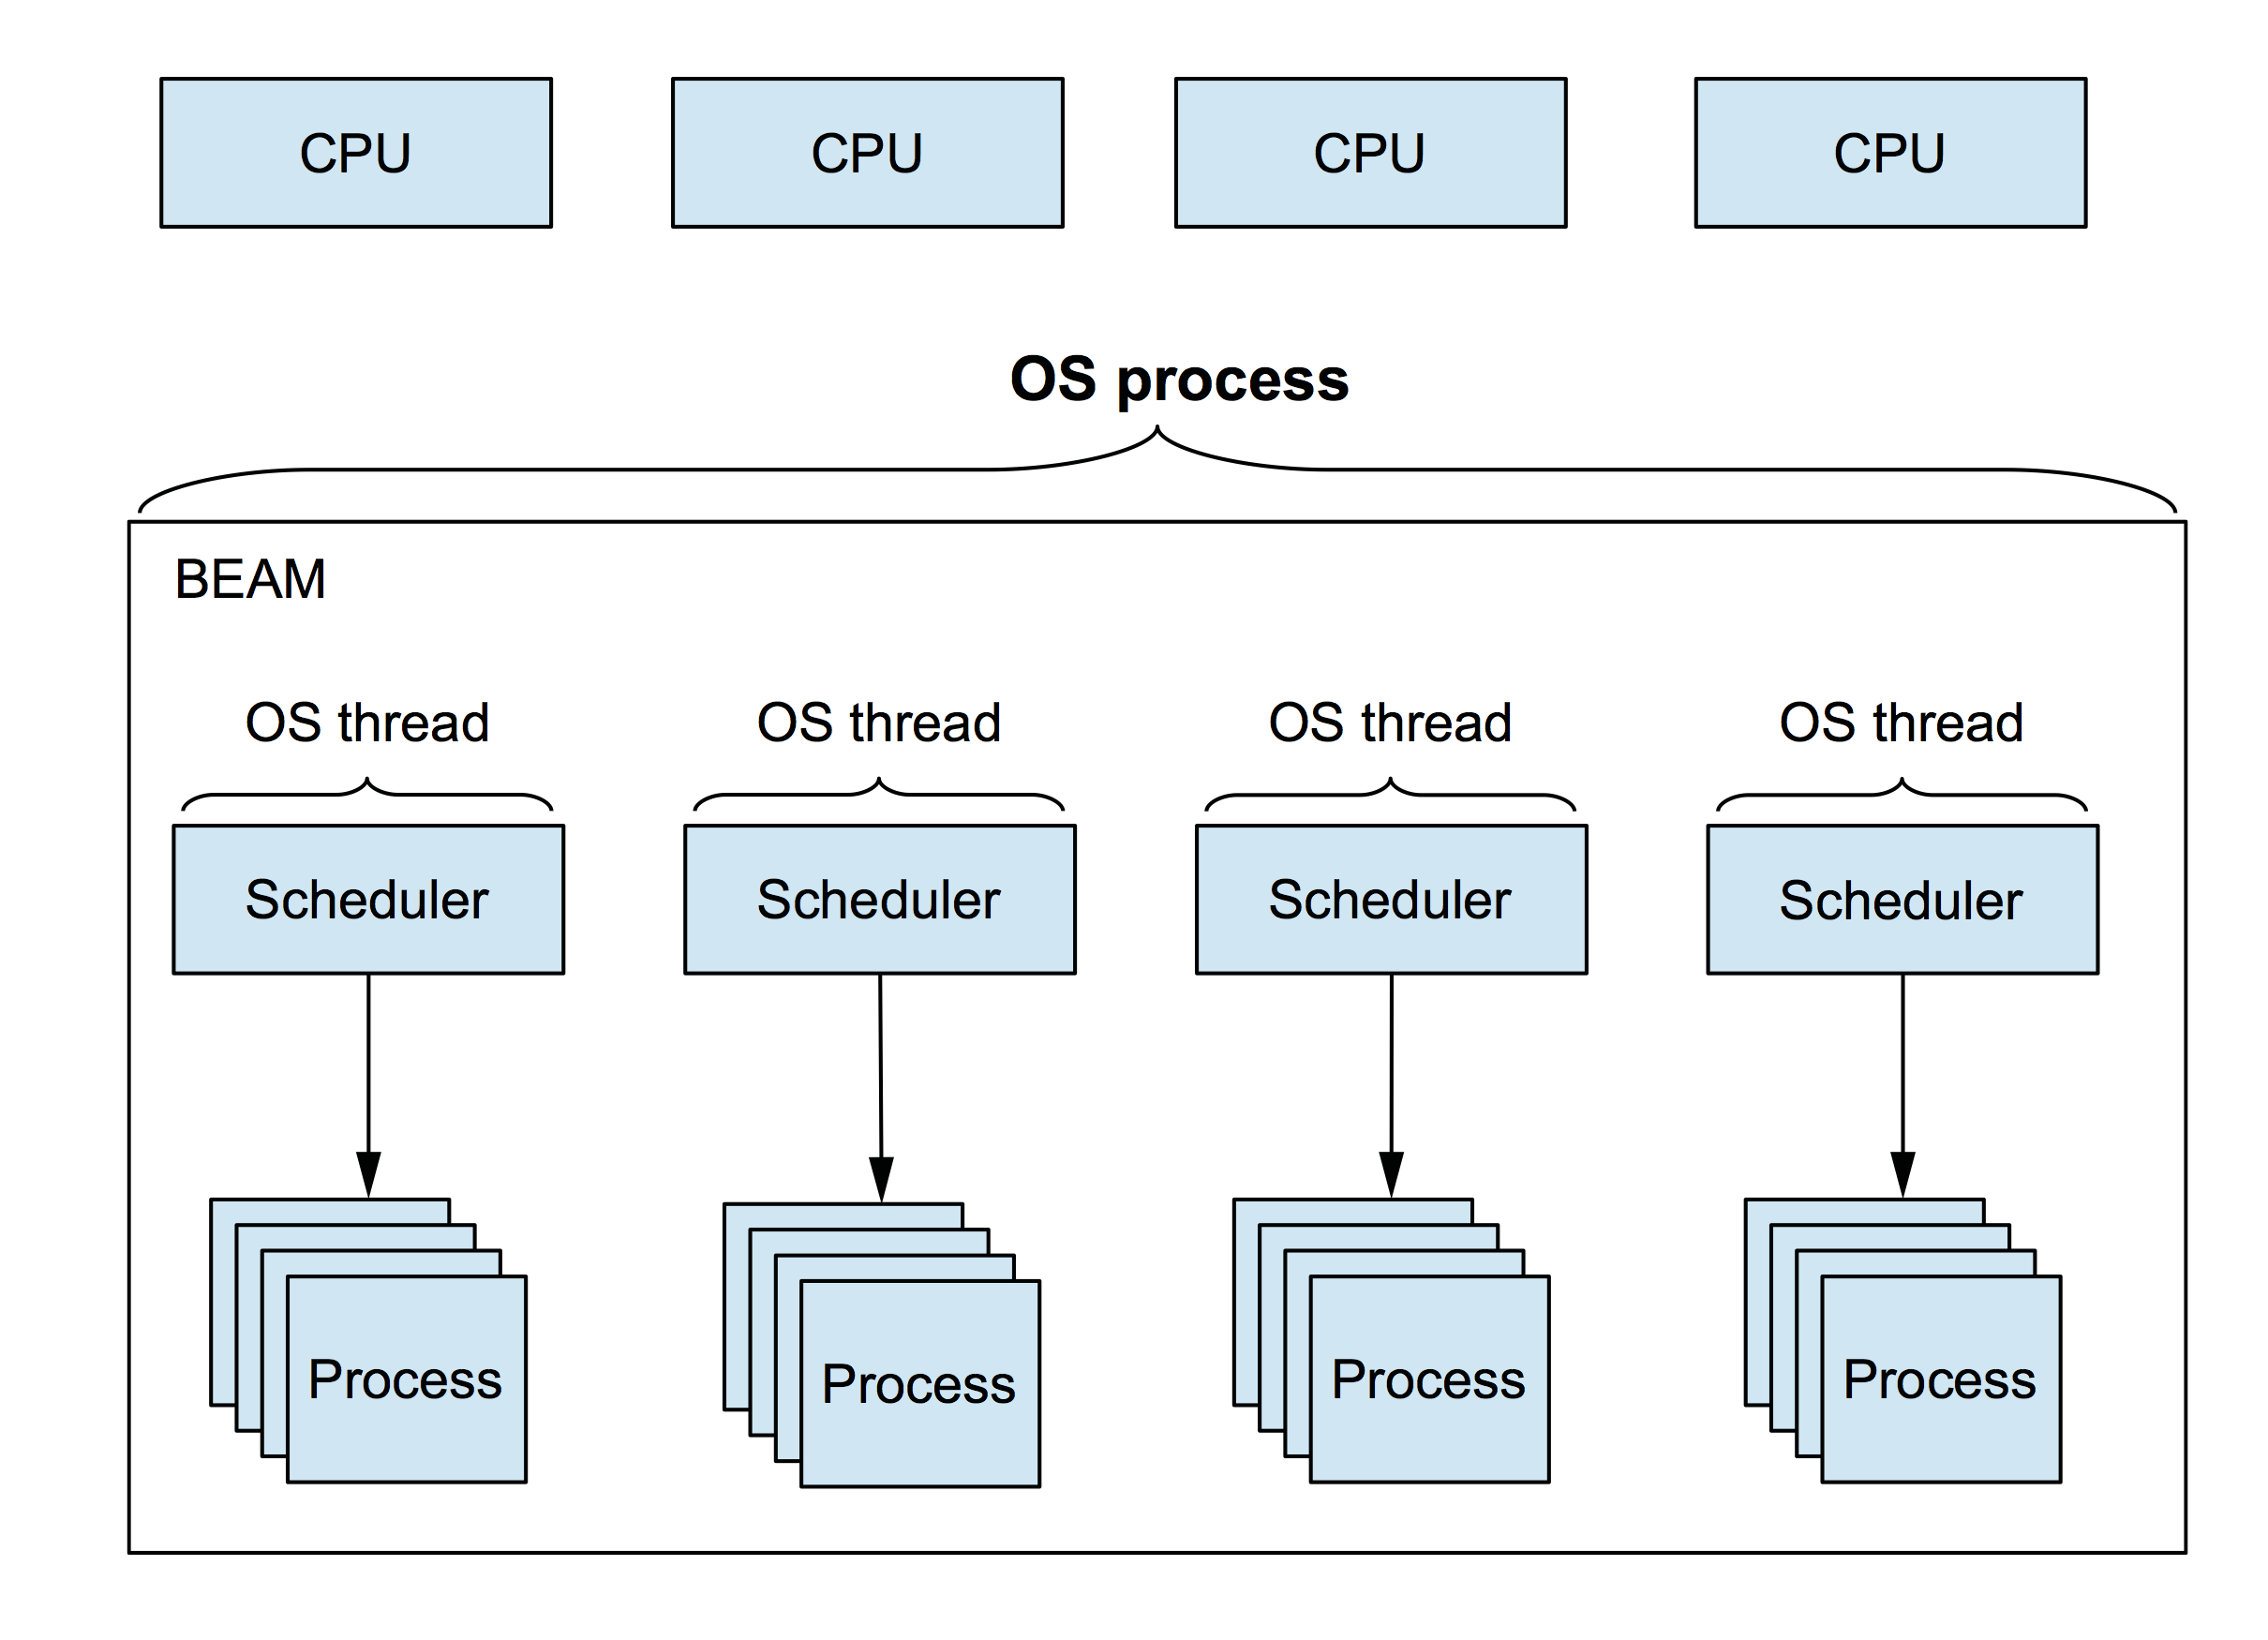 CPU
CPU
CPU
CPU
OS process
BEAM
OS thread
OS thread
OS thread
OS thread
Scheduler
Scheduler
Scheduler
Scheduler
Process
Process
Process
Process